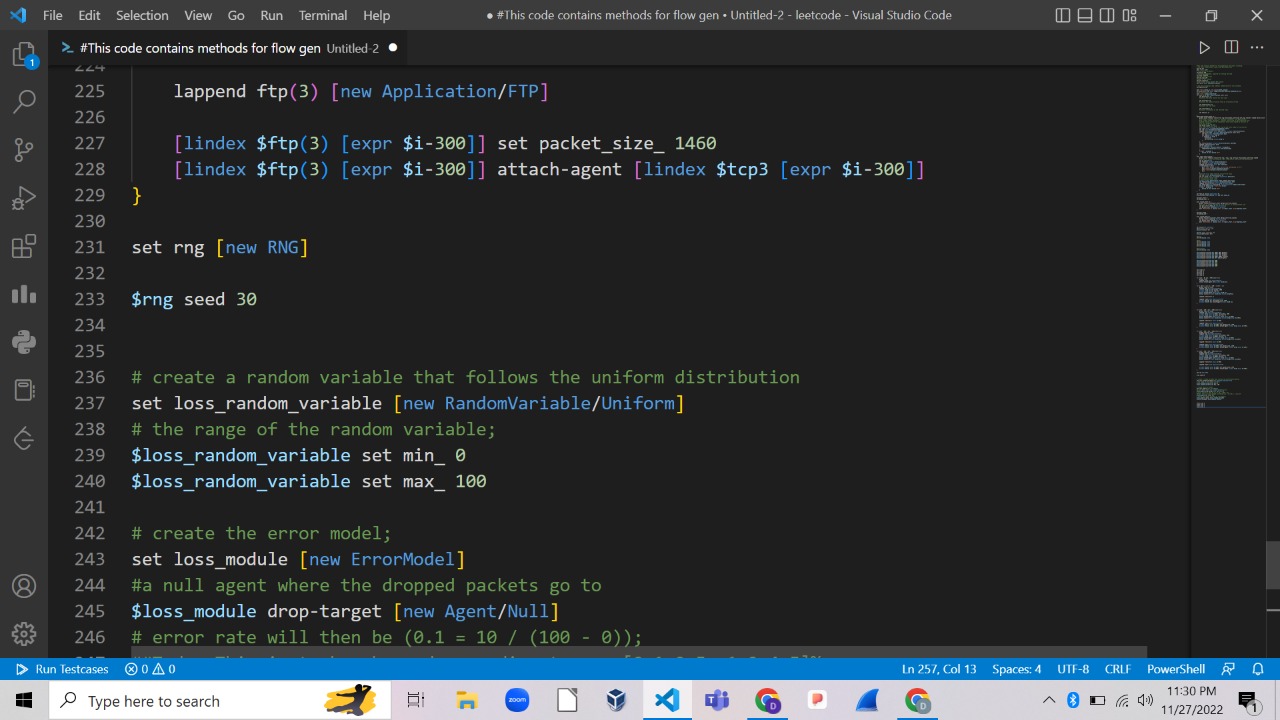 File Edit Selection View Go Run Terminal Help
● #This code contains methods for flow gen • Untitled-2 - leetcode - Visual Studio Code
#This code contains methods for flow gen Untitled-2 ●
224
225 lappend ftp(3) [new Application/FTP]
226
227 [lindex $ftp(3) [expr $i-300]] set packet_size_ 1450
228 [lindex $ftp(3) [expr $i-300]] attach-agent [lindex $tcp3 [expr $i-300]]
229 }
230
231 set rng [new RNG]
232
233 $rng seed 30
234
235
236 # create a random variable that follows the uniform distribution
237 set loss_random_variable [new RandomVariable/Uniform]
238 # the range of the random variable;
239 $loss_random_variable set min_ 0
240 $loss_random_variable set max_ 100
241
242 # create the error model;
243 set loss_module [new ErrorModel]
244 #a null agent where the dropped packets go to
245 $loss_module drop-target [new Agent/Null]
246 # error rate will then be (0.1 = 10 / (100 - 0));
1
Run Testcases 0 0 Ln 257, Col 13 Spaces: 4 UTF-8 CRLF PowerShell
Type here to search
zoom
11:30 PM
11/27/2022
1